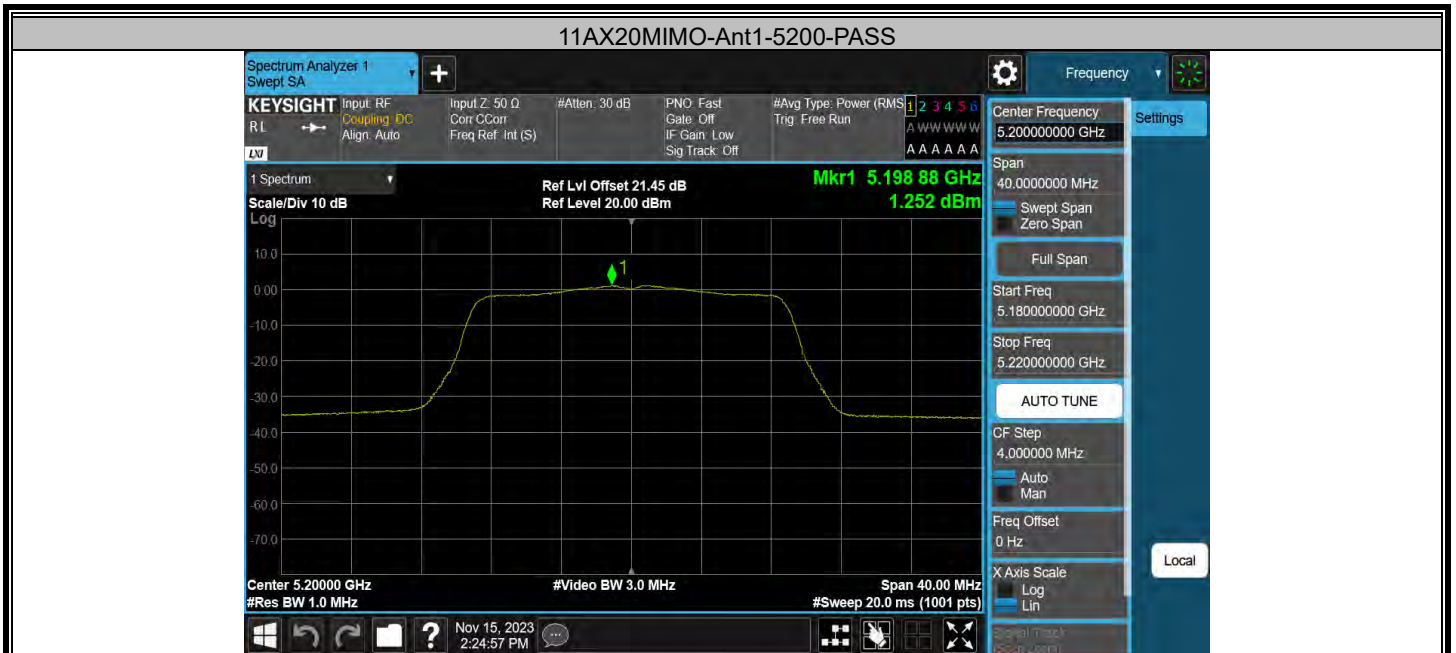 11AX20MIMO-Ant1-5200-PASS
Spectrum Analyzer 1
Swept SA
Frequency
KEYSIGHT
RL
LXI
Input: RF
Coupling: DC
Align: Auto
Input Z: 50 Ω
Corr CCorr
Freq Ref: Int (S)
#Atten: 30 dB
PNO: Fast
Gate: Off
IF Gain: Low
Sig Track: Off
#Avg Type: Power (RMS
Trig: Free Run
1 2 3 4 5 6
A W W W W W
A A A A A A
1 Spectrum
Scale/Div 10 dB
Ref Lvl Offset 21.45 dB
Ref Level 20.00 dBm
Mkr1 5.198 88 GHz
1.252 dBm
Log
10.0
0.00
-10.0
-20.0
-30.0
-40.0
-50.0
-60.0
-70.0
1
Center 5.20000 GHz
#Res BW 1.0 MHz
#Video BW 3.0 MHz
Span 40.00 MHz
#Sweep 20.0 ms (1001 pts)
Center Frequency
5.200000000 GHz
Span
40.0000000 MHz
Swept Span
Zero Span
Full Span
Start Freq
5.180000000 GHz
Stop Freq
5.220000000 GHz
AUTO TUNE
CF Step
4.000000 MHz
Auto
Man
Freq Offset
0 Hz
X Axis Scale
Log
Lin
Signal Track
Settings
Local
?
Nov 15, 2023
2:24:57 PM